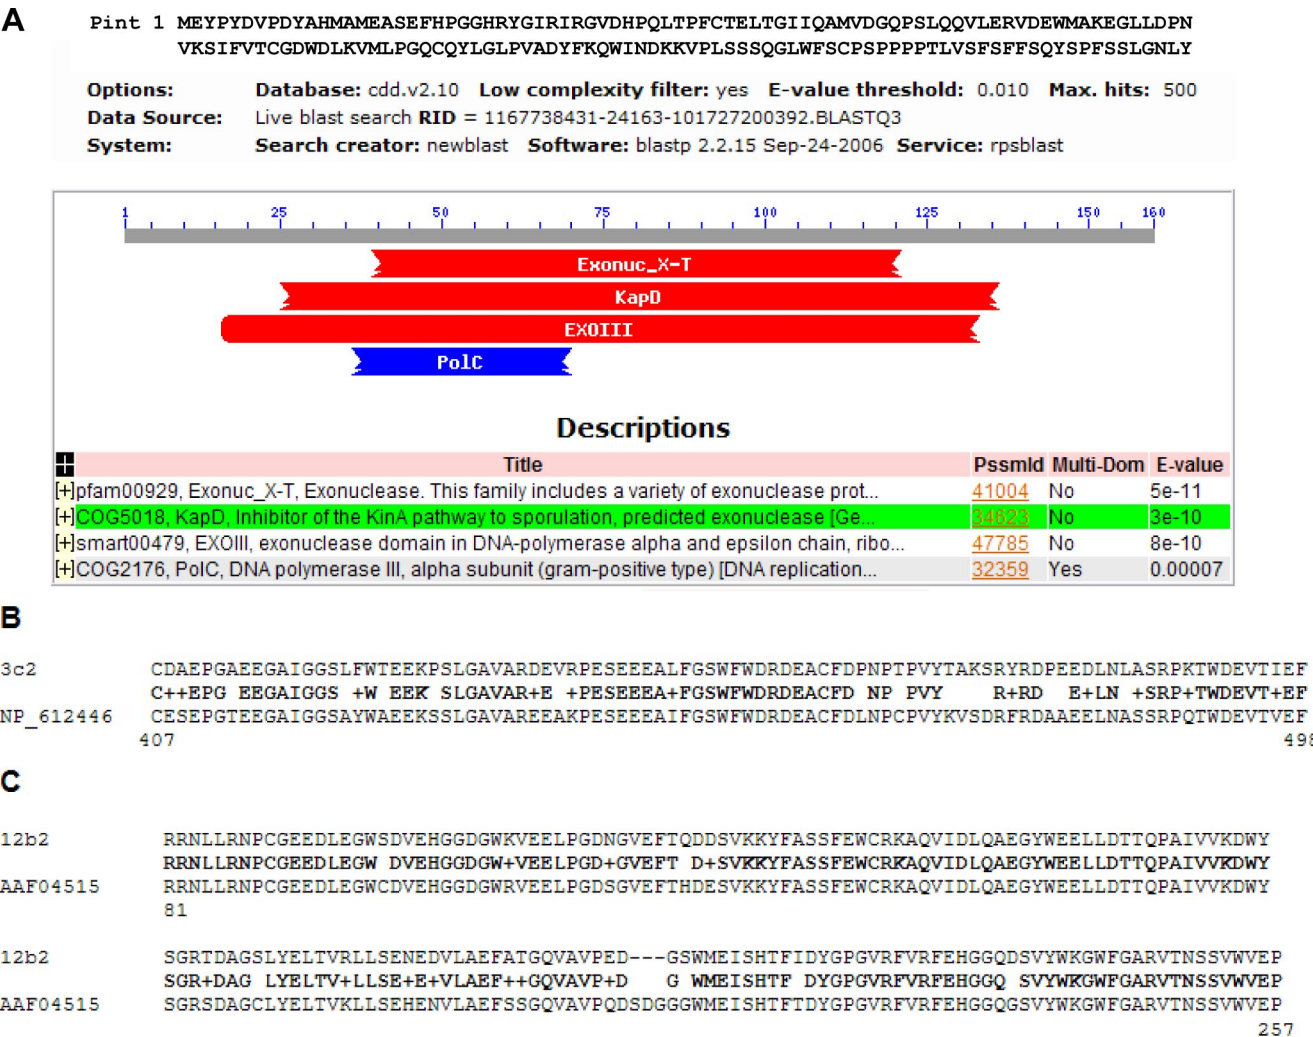 A
Pint 1 MEYPYDVPDYAHMAMEASEFHPGGHRYGIRIRGVDHPQLTPFCTELTGIIQAMVDGQPSLQQVLERVDEWMAKEGLLDPN
VKSIFVTCGDWDLKVMLPGQCQYLGLPVADYFKQWINDKKVPLSSSQGLWFSCPSPPPPTLVSFSFFSQYSPFSSLGNLY
Options: Database: cdd.v2.10 Low complexity filter: yes E-value threshold: 0.010 Max. hits: 500
Data Source: Live blast search RID = 1167738431-24163-101727200392.BLASTQ3
System: Search creator: newblast Software: blastp 2.2.15 Sep-24-2006 Service: rpsblast
1 25 50 75 100 125 150 160
Exonuc_X-T
KapD
EXOIII
PolC
Descriptions
Title PssmId Multi-Dom E-value
[+]pfam00929, Exonuc_X-T, Exonuclease. This family includes a variety of exonuclease prot... 41004 No 5e-11
[+]COG5018, KapD, Inhibitor of the KinA pathway to sporulation, predicted exonuclease [Ge... 34623 No 3e-10
[+]smart00479, EXOIII, exonuclease domain in DNA-polymerase alpha and epsilon chain, ribo... 47785 No 8e-10
[+]COG2176, PolC, DNA polymerase III, alpha subunit (gram-positive type) [DNA replication... 32359 Yes 0.00007
B
3c2 CDAEPGAEEGAIGGSLFWTEEKPSLGAVARDEVRPESEEEALFGSWFWDRDEACFDPNPTPVYTAKSRYRDPEEDLNLASRPKTWDEVTIEF
C++EPG EEGAIGGS +W EEK SLGAVAR+E +PESEEEA+FGSWFWDRDEACFD NP PVY R+RD E+LN +SRP+TWDEVT+EF
NP_612446 CESEPGTEEGAIGGSAYWAEEKSSLGAVAREEAKPESEEEAIFGSWFWDRDEACFDLNPCPVYKVSDRFRDAAEELNASSRPQTWDEVTVEF
407 498
C
12b2 RRNLLRNPCGEEDLEGWSDVEHGGDGWKVEELPGDNGVEFTQDDSVKKYFASSFEWCRKAQVIDLQAEGYWEELLDTTQPAIVVKDWY
RRNLLRNPCGEEDLEGW DVEHGGDGW+VEELPGD+GVEFT D+SVKKYFASSFEWCRKAQVIDLQAEGYWEELLDTTQPAIVVKDWY
AAF04515 RRNLLRNPCGEEDLEGWCDVEHGGDGWRVEELPGDSGVEFTHDESVKKYFASSFEWCRKAQVIDLQAEGYWEELLDTTQPAIVVKDWY
81
12b2 SGRTDAGSLYELTVRLLSENEDVLAEFATGQVAVPED---GSWMEISHTFIDYGPGVRFVRFEHGGQDSVYWKGWFGARVTNSSVWVEP
SGR+DAG LYELTV+LLSE+E+VLAEF++GQVAVP+D G WMEISHTF DYGPGVRFVRFEHGGQ SVYWKGWFGARVTNSSVWVEP
AAF04515 SGRSDAGCLYELTVKLLSEHENVLAEFSSGQVAVPQDSDGGGWMEISHTFTDYGPGVRFVRFEHGGQGSVYWKGWFGARVTNSSVWVEP
257